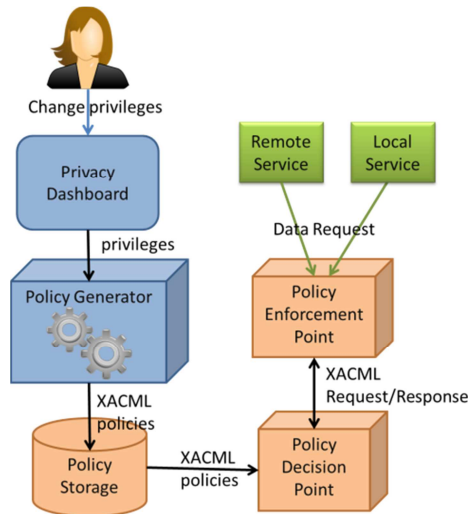 Change privileges
Privacy
Dashboard
privileges
Policy Generator
XACML
policies
Policy
Storage
XACML
policies
Remote
Service
Local
Service
Data Request
Policy
Enforcement
Point
XACML
Request/Response
Policy
Decision
Point